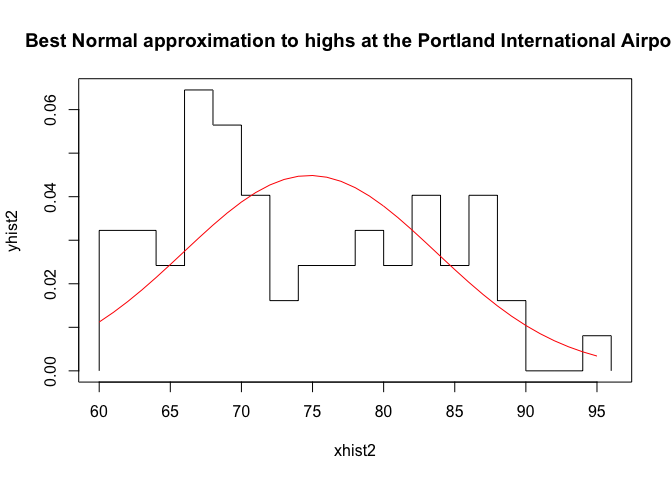 Best Normal approximation to highs at the Portland International Airpo
yhist2
0.06
0.04
0.02
0.00
60 65 70 75 80 85 90 95
xhist2